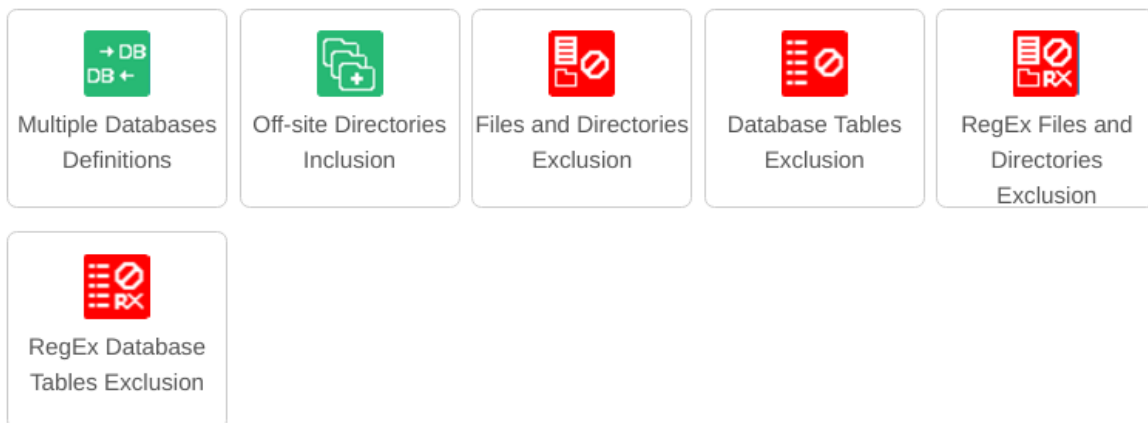 → DB
DB ←
Multiple Databases
Definitions
Off-site Directories
Inclusion
Files and Directories
Exclusion
Database Tables
Exclusion
RX
RegEx Files and
Directories
Exclusion
RX
RegEx Database
Tables Exclusion